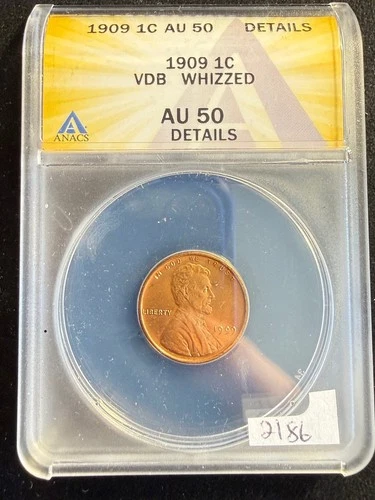 1909 1C AU 50 DETAILS
1909 1C
VDB WHIZZED
AU 50
DETAILS
ANACS
IN GOD WE TRUST
LIBERTY
1909
2186